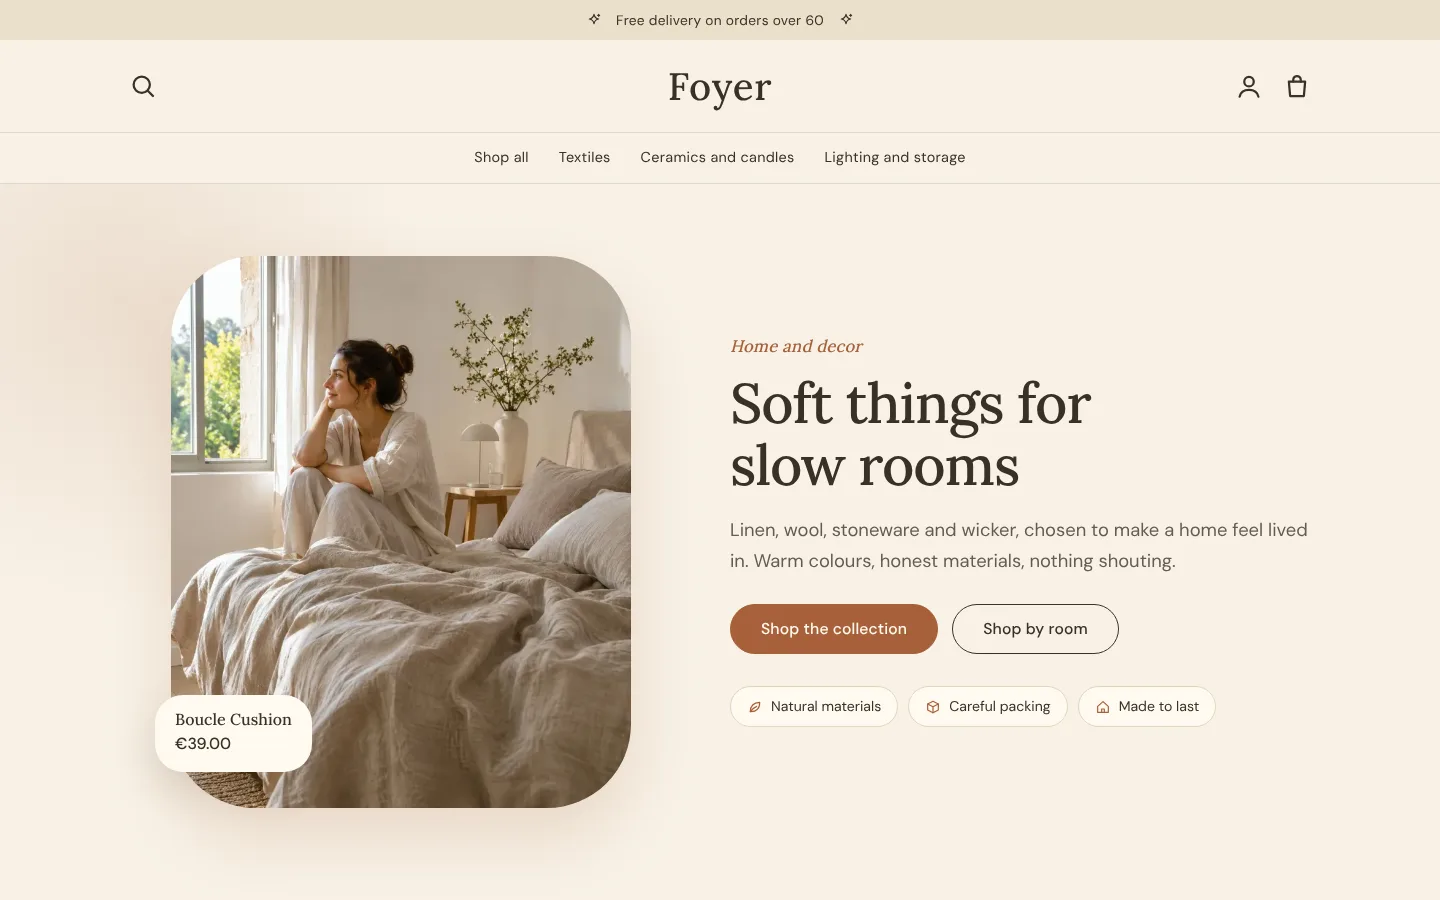 Free delivery on orders over 60
Foyer
Shop all
Textiles
Ceramics and candles
Lighting and storage
Home and decor
Soft things for
slow rooms
Linen, wool, stoneware and wicker, chosen to make a home feel lived
in. Warm colours, honest materials, nothing shouting.
Shop the collection
Shop by room
Natural materials
Careful packing
Made to last
Boucle Cushion
€39.00